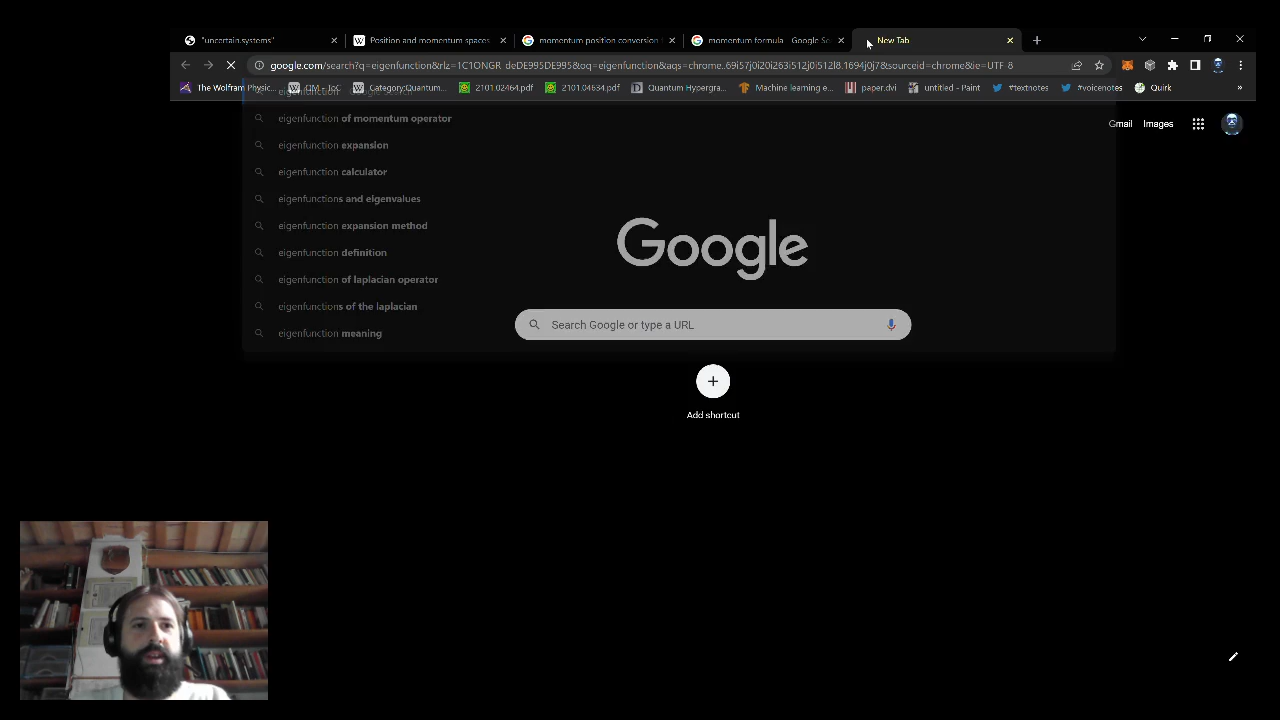 "uncertain.systems"
Position and momentum spaces
momentum position conversion
momentum formula - Google Se
New Tab
google.com/search?q=eigenfunction&rlz=1C1ONGR_deDE995DE995&oq=eigenfunction&aqs=chrome..69i57j0i20i263i512j0i512l8.1694j0j7&sourceid=chrome&ie=UTF-8
The Wolfram Physic...
QM - IoC
Category:Quantum...
2101.02464.pdf
2101.04634.pdf
Quantum Hypergra...
Machine learning e...
paper.dvi
untitled - Paint
#textnotes
#voicenotes
Quirk
»
eigenfunction
Gmail
Images
eigenfunction of momentum operator
eigenfunction expansion
eigenfunction calculator
eigenfunctions and eigenvalues
eigenfunction expansion method
eigenfunction definition
eigenfunction of laplacian operator
eigenfunctions of the laplacian
eigenfunction meaning
Google
Search Google or type a URL
Add shortcut